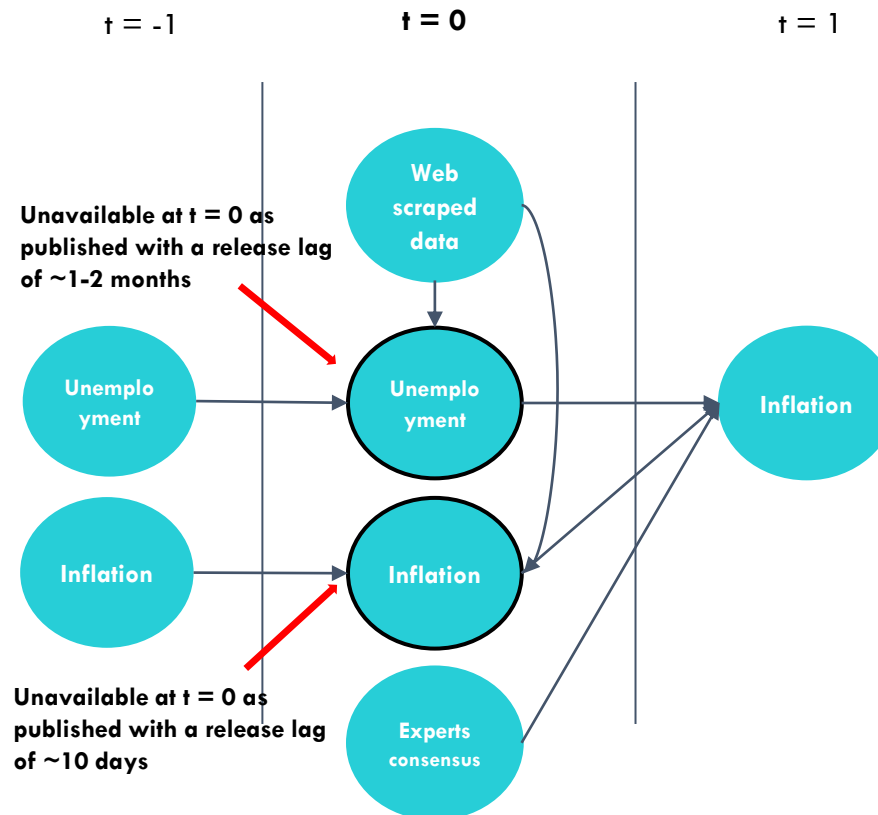 t = -1
t = 0
t = 1
Web
scraped
data
Unavailable at t = 0 as
published with a release lag
of ~1-2 months
Unemplo
yment
Unemplo
yment
Inflation
Inflation
Inflation
Unavailable at t = 0 as
published with a release lag
of ~10 days
Experts
consensus